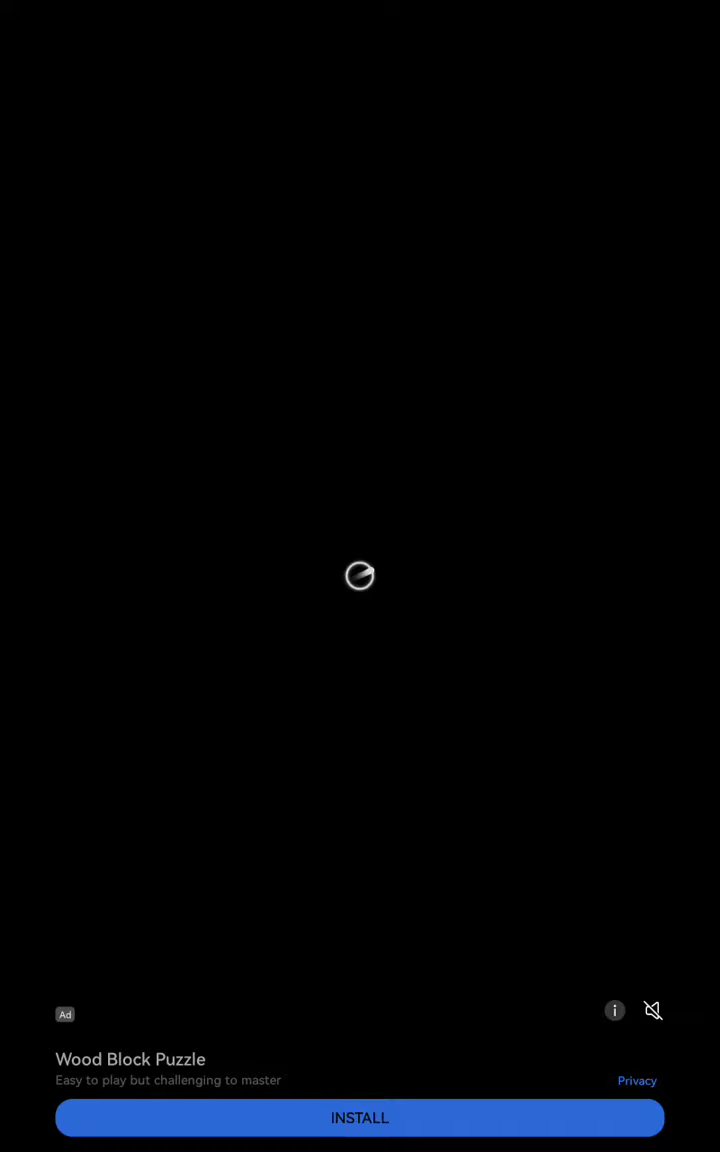 Ad
Wood Block Puzzle
Easy to play but challenging to master
Privacy
INSTALL